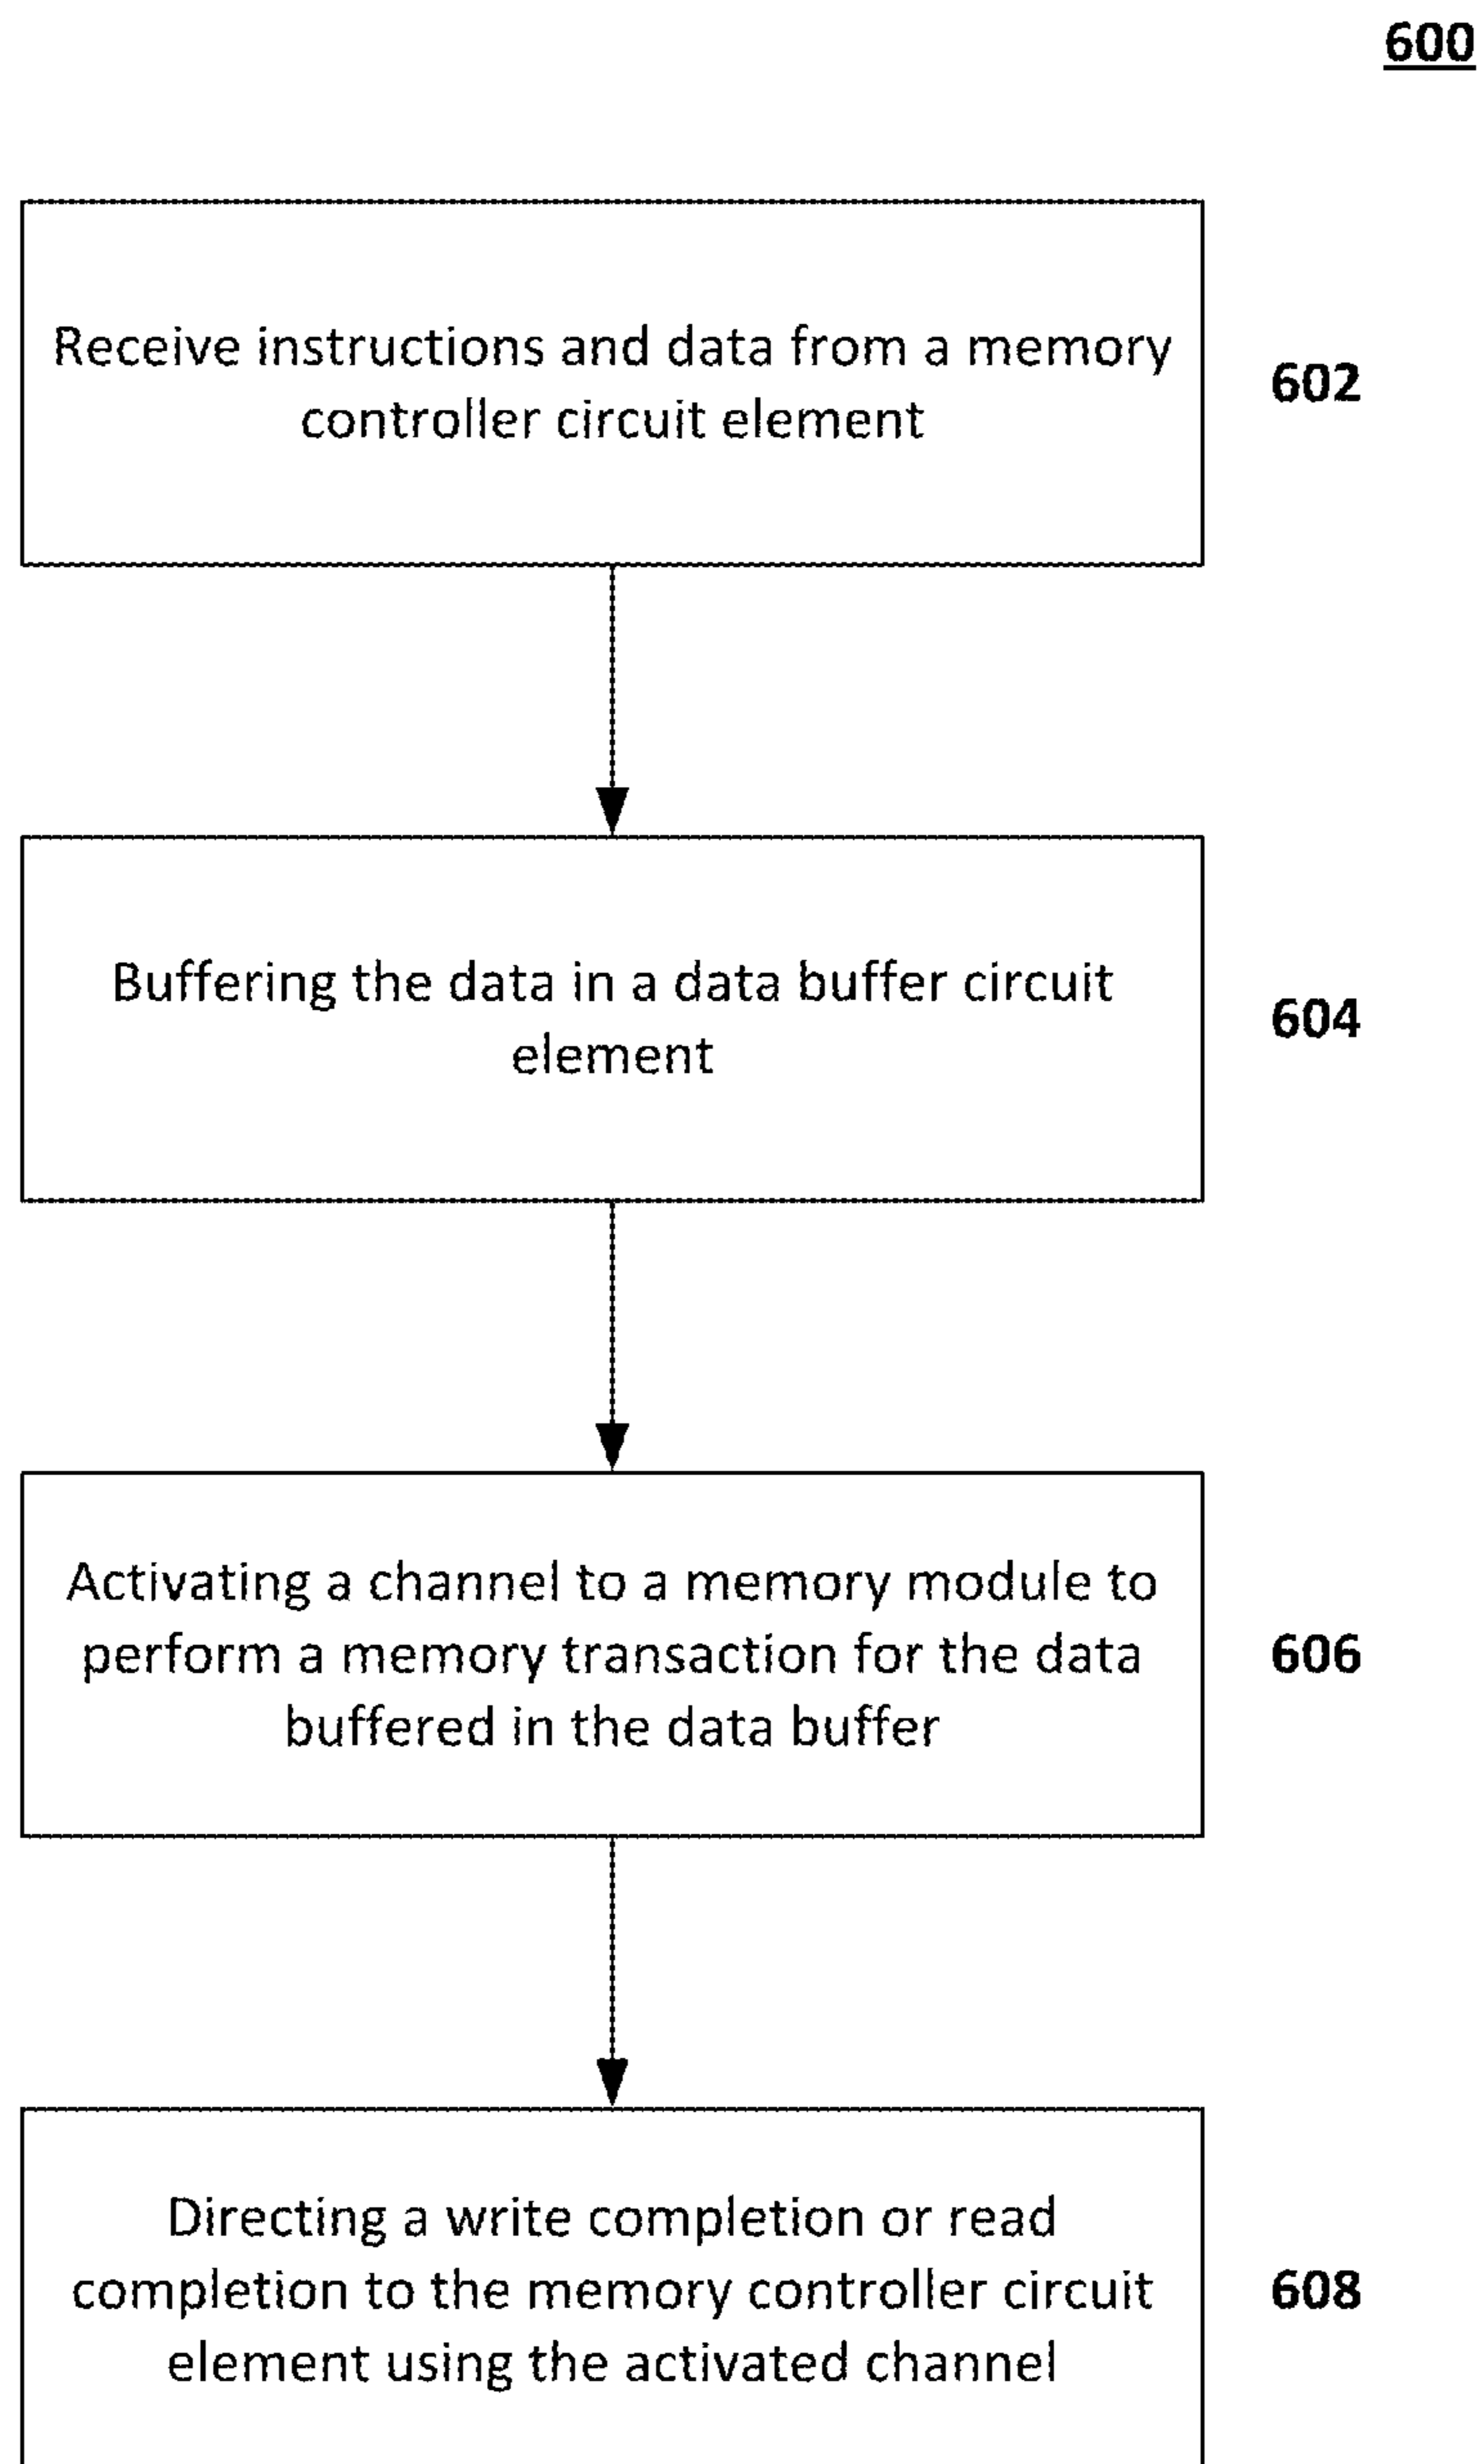 600
Receive instructions and data from a memory
controller circuit element
602
Buffering the data in a data buffer circuit
element
604
Activating a channel to a memory module to
perform a memory transaction for the data
buffered in the data buffer
606
Directing a write completion or read
completion to the memory controller circuit
element using the activated channel
608